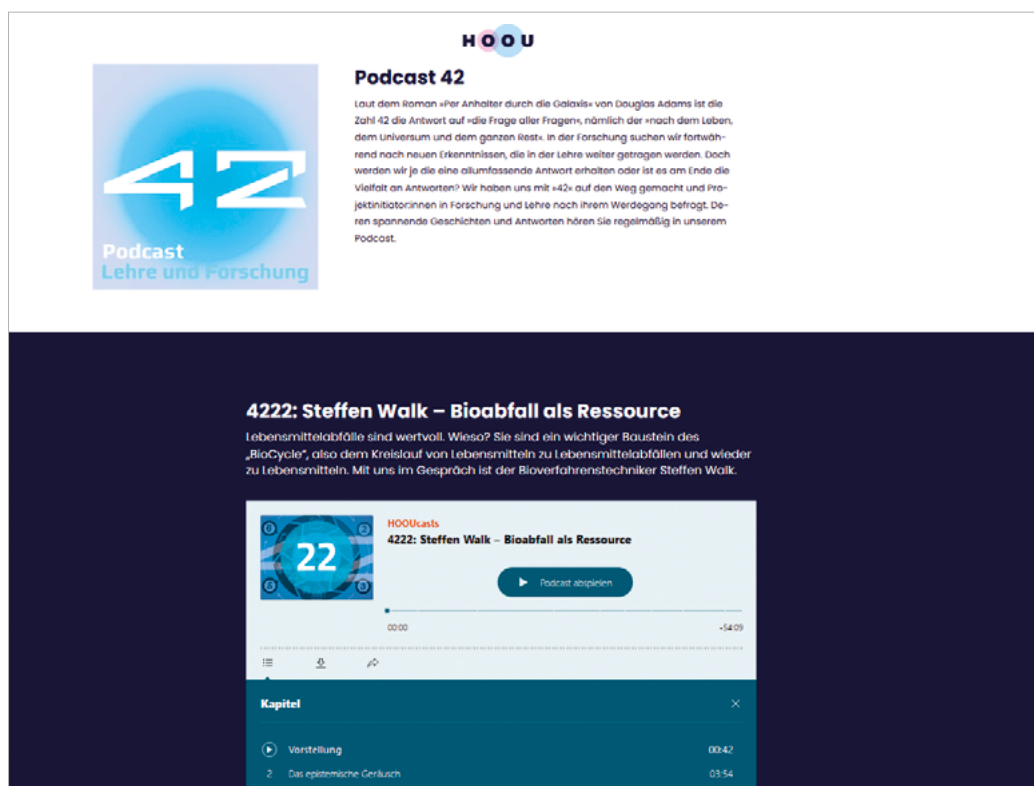 HOOU
42
Podcast
Lehre und Forschung
Podcast 42
Laut dem Roman »Per Anhalter durch die Galaxis« von Douglas Adams ist die
Zahl 42 die Antwort auf »die Frage aller Fragen«, nämlich der »nach dem Leben,
dem Universum und dem ganzen Rest«. In der Forschung suchen wir fortwäh-
rend nach neuen Erkenntnissen, die in der Lehre weiter getragen werden. Doch
werden wir je die eine allumfassende Antwort erhalten oder ist es am Ende die
Vielfalt an Antworten? Wir haben uns mit »42« auf den Weg gemacht und Pro-
jektinitiator:innen in Forschung und Lehre nach ihrem Werdegang befragt. De-
ren spannende Geschichten und Antworten hören Sie regelmäßig in unserem
Podcast.
4222: Steffen Walk – Bioabfall als Ressource
Lebensmittelabfälle sind wertvoll. Wieso? Sie sind ein wichtiger Baustein des
„BioCycle“, also dem Kreislauf von Lebensmitteln zu Lebensmittelabfällen und wieder
zu Lebensmitteln. Mit uns im Gespräch ist der Bioverfahrenstechniker Steffen Walk.
22
HOOUcasts
4222: Steffen Walk – Bioabfall als Ressource
Podcast abspielen
00:00 -54:09
Kapitel
Vorstellung 00:42
2 Das epistemische Geräusch 03:54